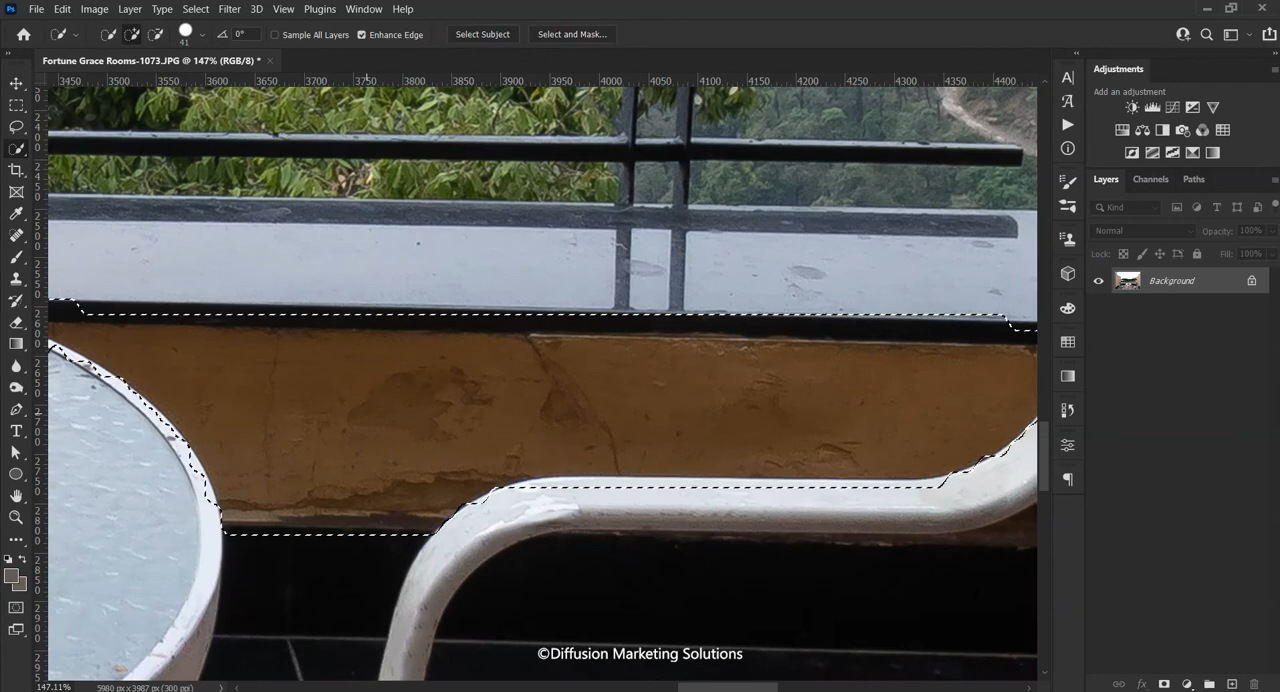 Ps File Edit Image Layer Type Select Filter 3D View Plugins Window Help
41 0° Sample All Layers Enhance Edge Select Subject Select and Mask...
Fortune Grace Rooms-1073.JPG @ 147% (RGB/8) *
3450 3500 3550 3600 3650 3700 3750 3800 3850 3900 3950 4000 4050 4100 4150 4200 4250 4300 4350 4400
Adjustments
Add an adjustment
Layers Channels Paths
Kind
Normal Opacity: 100%
Lock: Fill: 100%
Background
©Diffusion Marketing Solutions
147.11% 5980 px x 3987 px (300 ppi)